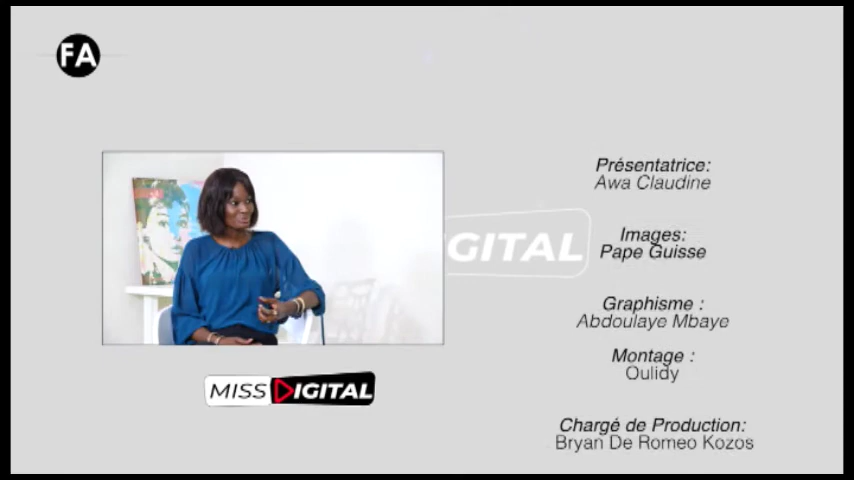 FA
Présentatrice:
Awa Claudine
IGITAL
Images:
Pape Guisse
Graphisme :
Abdoulaye Mbaye
Montage :
Oulidy
MISS DIGITAL
Chargé de Production:
Bryan De Romeo Kozos